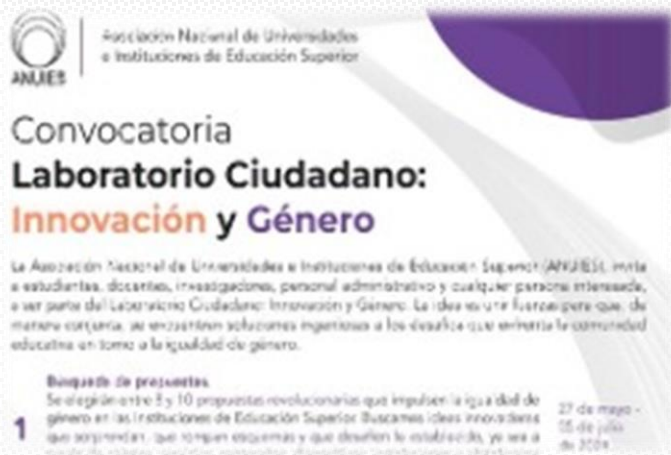 ANUIES
Asociación Nacional de Universidades
e Instituciones de Educación Superior
Convocatoria
Laboratorio Ciudadano:
Innovación y Género
La Asociación Nacional de Universidades e Instituciones de Educación Superior (ANUIES), invita
a estudiantes, docentes, investigadores, personal administrativo y cualquier persona interesada,
a ser parte del Laboratorio Ciudadano: Innovación y Género. La idea es unir fuerzas para que, de
manera conjunta, se encuentren soluciones ingeniosas a los desafíos que enfrenta la comunidad
educativa en torno a la igualdad de género.
Búsqueda de propuestas
Se elegirán entre 8 y 10 propuestas revolucionarias que impulsen la igualdad de
género en las Instituciones de Educación Superior. Buscamos ideas innovadoras
1 que sorprendan, que rompan esquemas y que desafíen lo establecido, ya sea a
27 de mayo -
05 de julio
de 2024